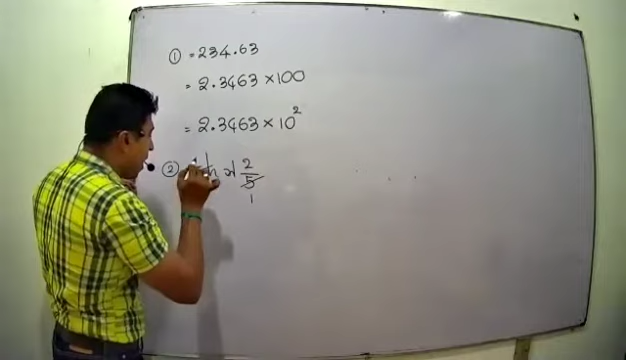 ① = 234.63
= 2.3463 × 100
= 2.3463 × 10²
② 2/5
1